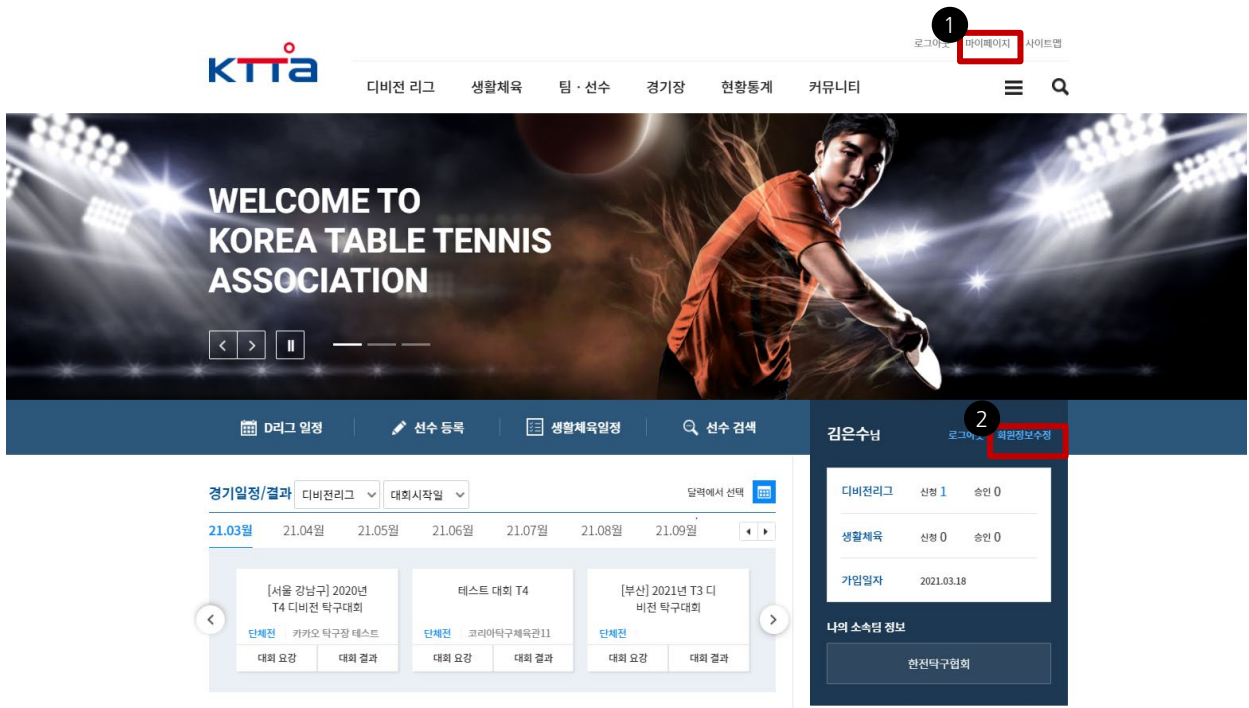 1
로그아웃 마이페이지 사이트맵
KTTa
디비전 리그 생활체육 팀 · 선수 경기장 현황통계 커뮤니티
WELCOME TO
KOREA TABLE TENNIS
ASSOCIATION
D리그 일정 선수 등록 생활체육일정 선수 검색
2
김은수님 로그아웃 회원정보수정
경기일정/결과 디비전리그 대회시작일 달력에서 선택
21.03월 21.04월 21.05월 21.06월 21.07월 21.08월 21.09월
[서울 강남구] 2020년
T4 디비전 탁구대회
단체전 카카오 탁구장 테스트
대회 요강 대회 결과
테스트 대회 T4
단체전 코리아탁구체육관11
대회 요강 대회 결과
[부산] 2021년 T3 디
비전 탁구대회
단체전
대회 요강 대회 결과
디비전리그 신청 1 승인 0
생활체육 신청 0 승인 0
가입일자 2021.03.18
나의 소속팀 정보
한전탁구협회